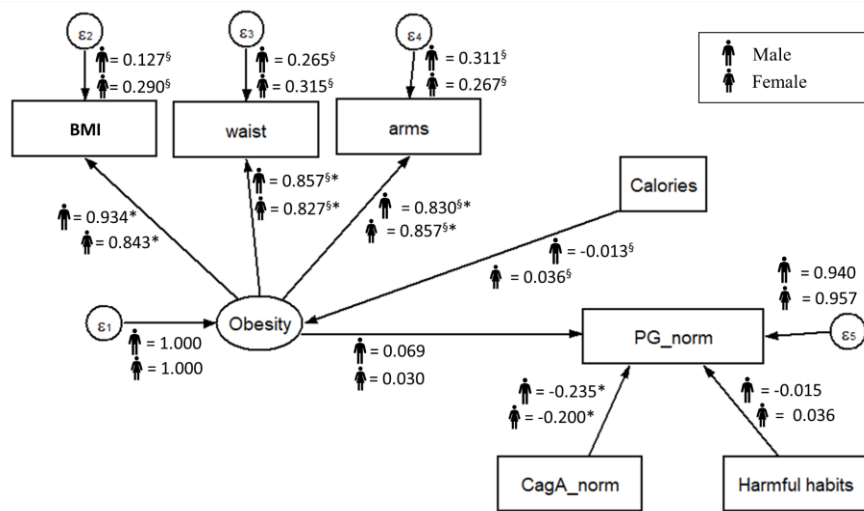 ε2
= 0.127§
= 0.290§
ε3
= 0.265§
= 0.315§
ε4
= 0.311§
= 0.267§
Male
Female
BMI
waist
arms
Calories
= 0.934*
= 0.843*
= 0.857§*
= 0.827§*
= 0.830§*
= 0.857§*
= -0.013§
= 0.036§
= 0.940
= 0.957
ε1
= 1.000
= 1.000
Obesity
= 0.069
= 0.030
PG_norm
ε5
= -0.235*
= -0.200*
= -0.015
= 0.036
CagA_norm
Harmful habits